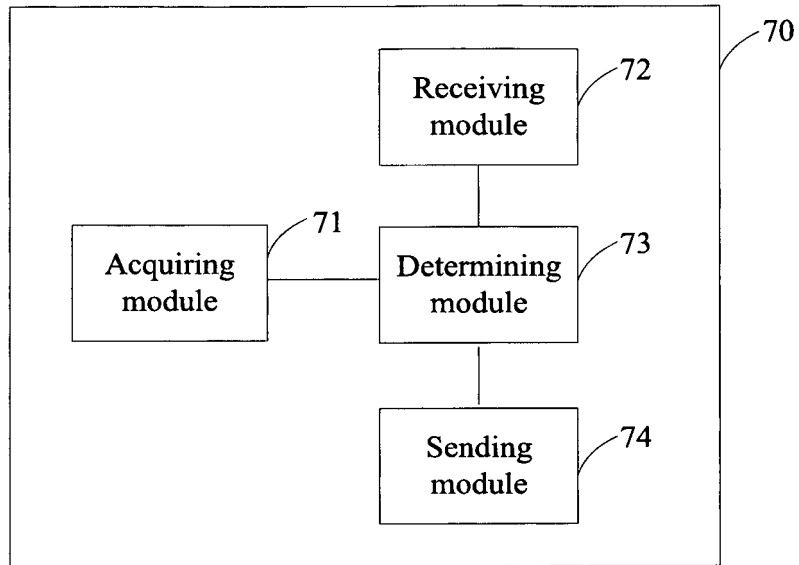 70
72
Receiving
module
71
Acquiring
module
73
Determining
module
74
Sending
module